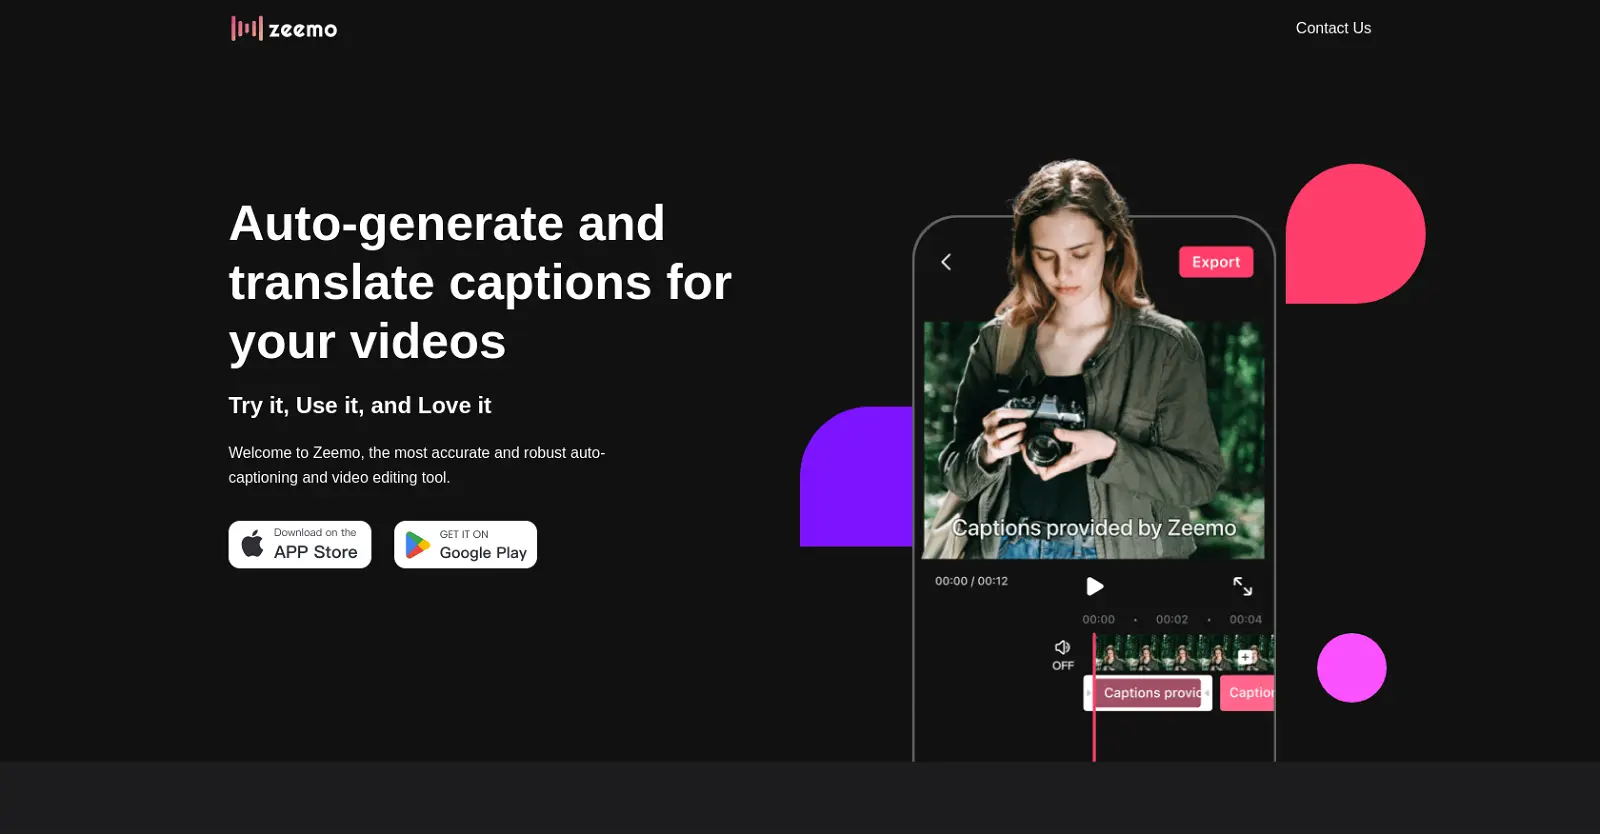 zeemo
Contact Us
Auto-generate and
translate captions for
your videos
Try it, Use it, and Love it
Welcome to Zeemo, the most accurate and robust auto-
captioning and video editing tool.
Download on the
APP Store
GET IT ON
Google Play
Export
Captions provided by Zeemo
00:00 / 00:12
00:00 • 00:02 • 00:04
OFF
Captions provic
Caption